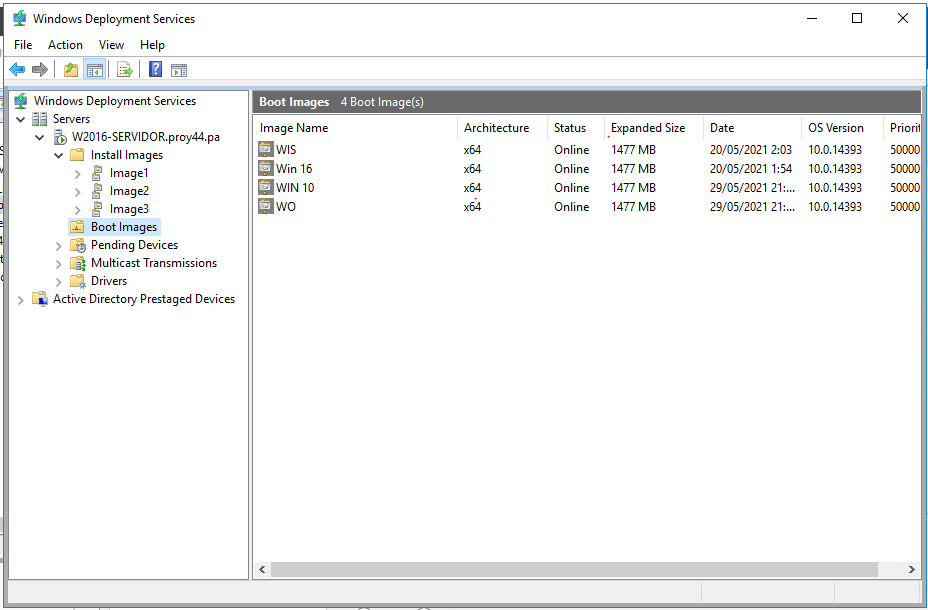 Windows Deployment Services
File Action View Help
Windows Deployment Services
Servers
W2016-SERVIDOR.proy44.pa
Install Images
Image1
Image2
Image3
Boot Images
Pending Devices
Multicast Transmissions
Drivers
Active Directory Prestaged Devices
Boot Images 4 Boot Image(s)
Image Name Architecture Status Expanded Size Date OS Version Priorit
WIS x64 Online 1477 MB 20/05/2021 2:03 10.0.14393 50000
Win 16 x64 Online 1477 MB 20/05/2021 1:54 10.0.14393 50000
WIN 10 x64 Online 1477 MB 29/05/2021 21:... 10.0.14393 50000
WO x64 Online 1477 MB 29/05/2021 21:... 10.0.14393 50000